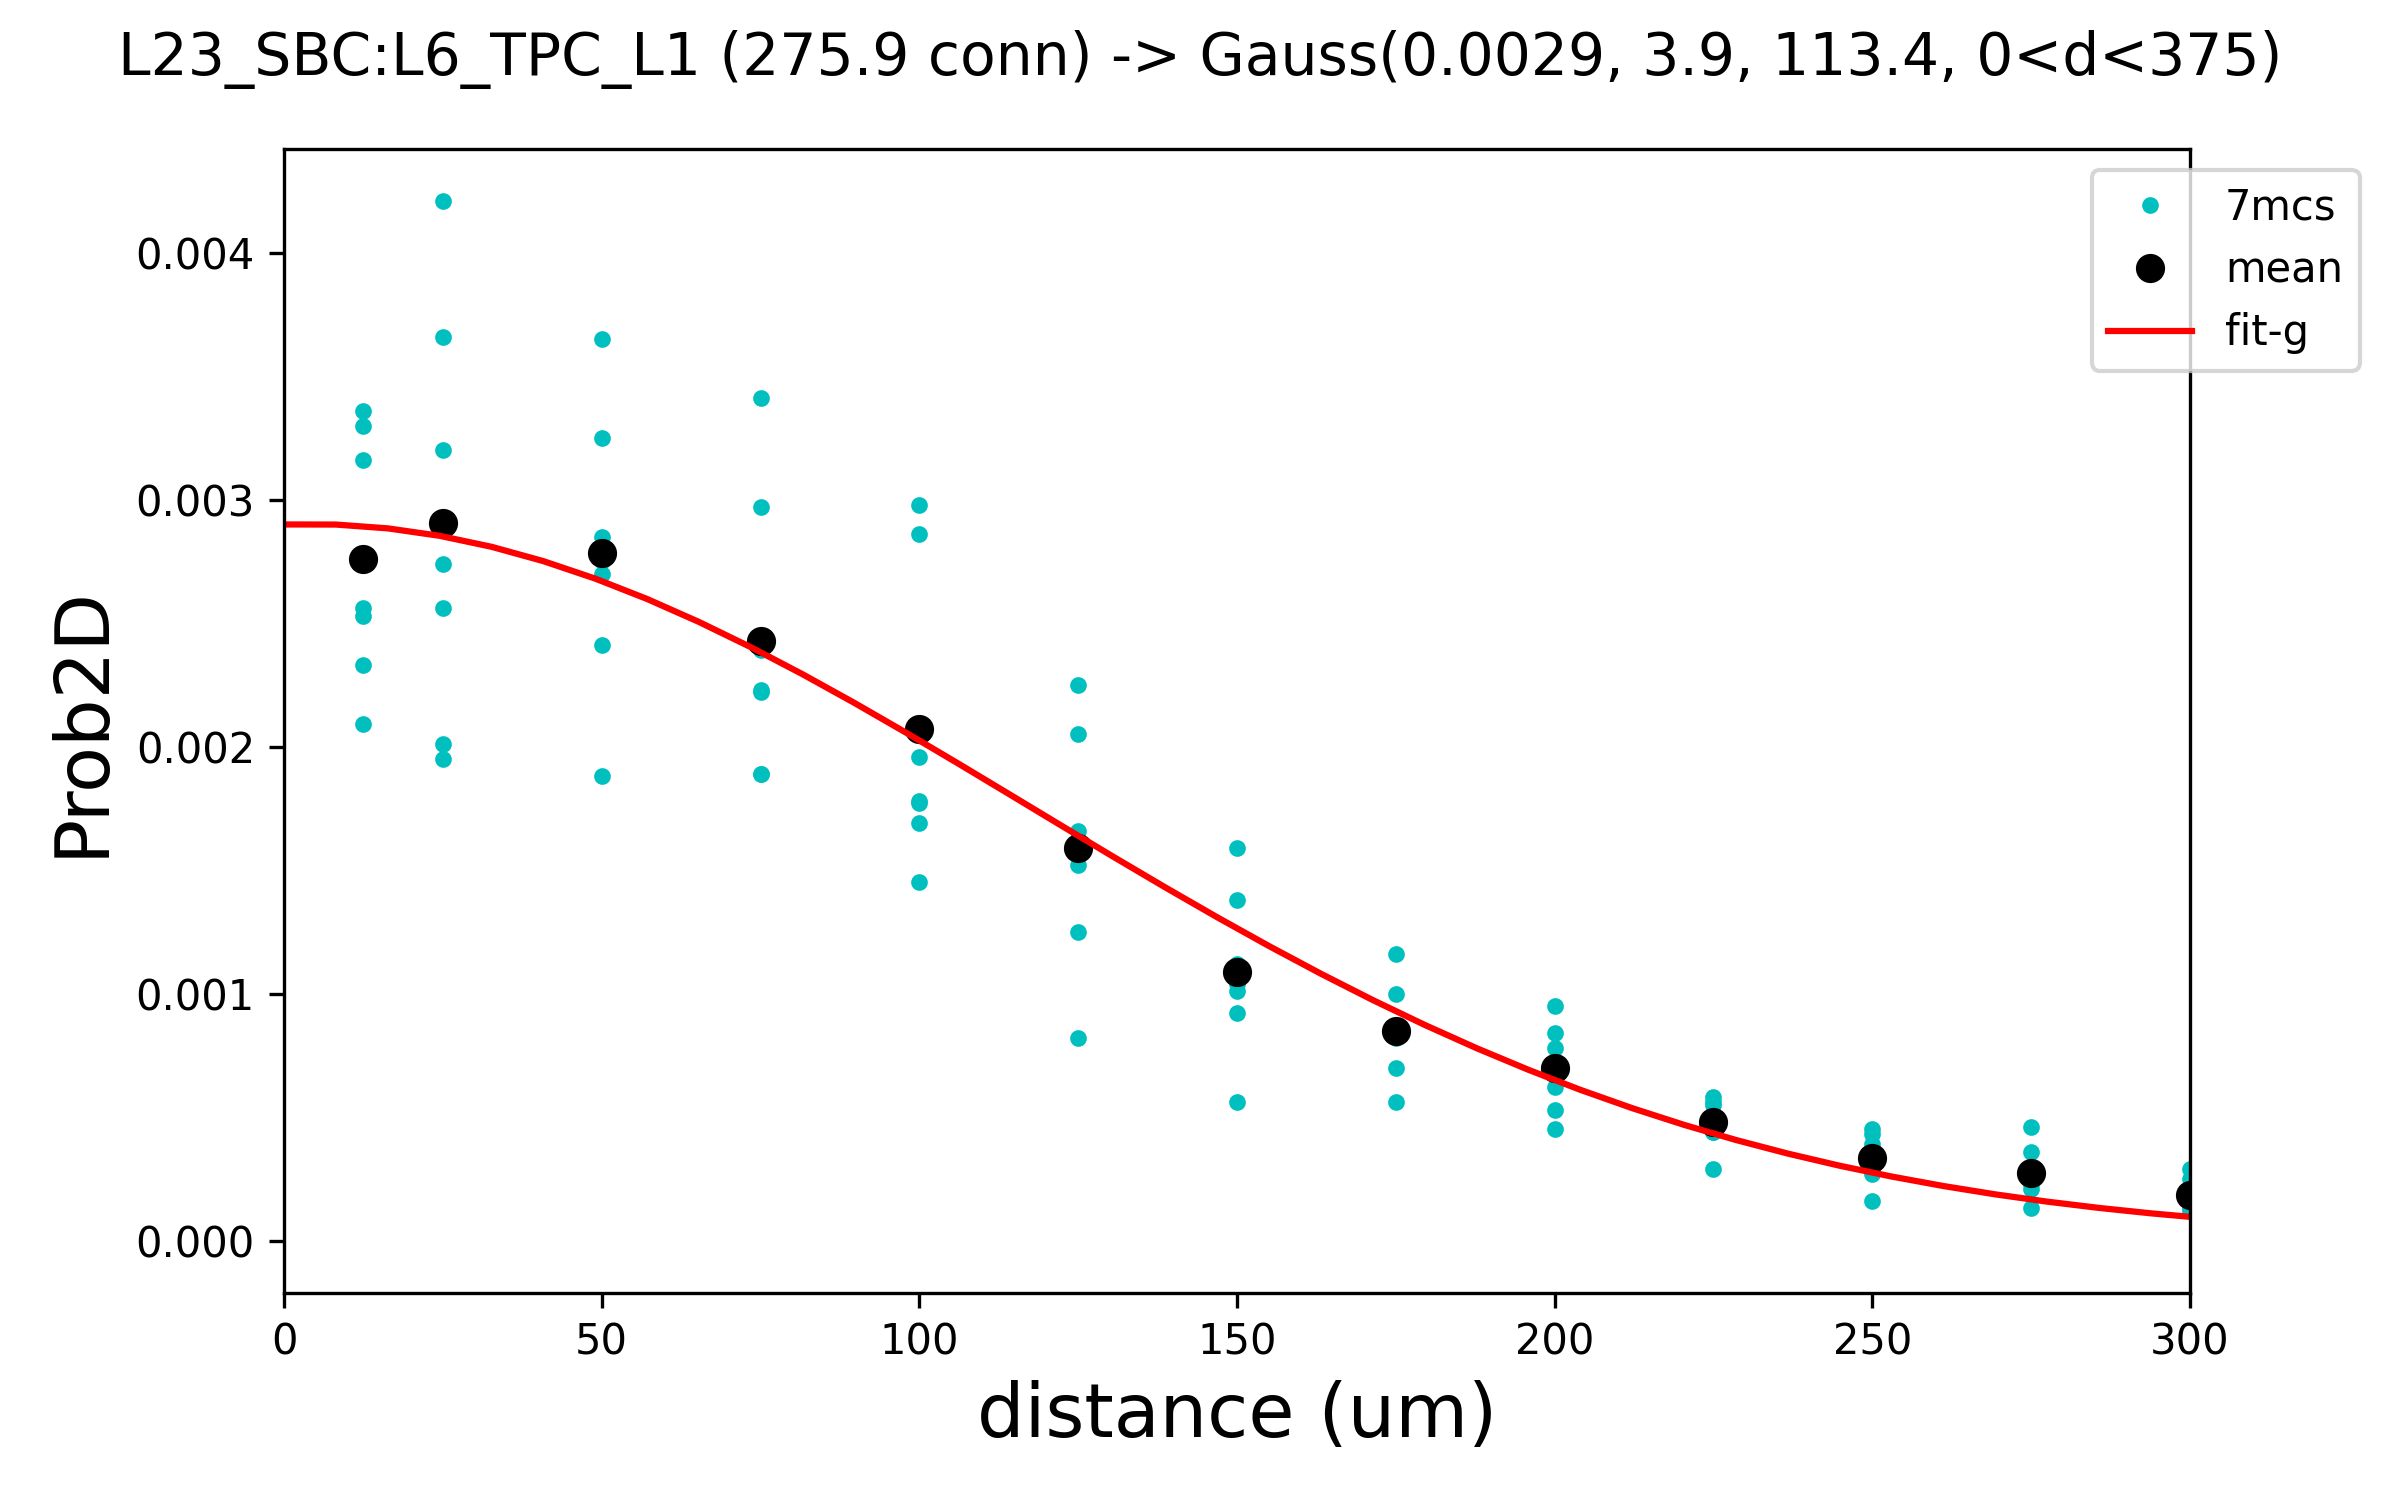 L23_SBC:L6_TPC_L1 (275.9 conn) -> Gauss(0.0029, 3.9, 113.4, 0<d<375)
7mcs
mean
fit-g
Prob2D
0.004
0.003
0.002
0.001
0.000
0 50 100 150 200 250 300
distance (um)